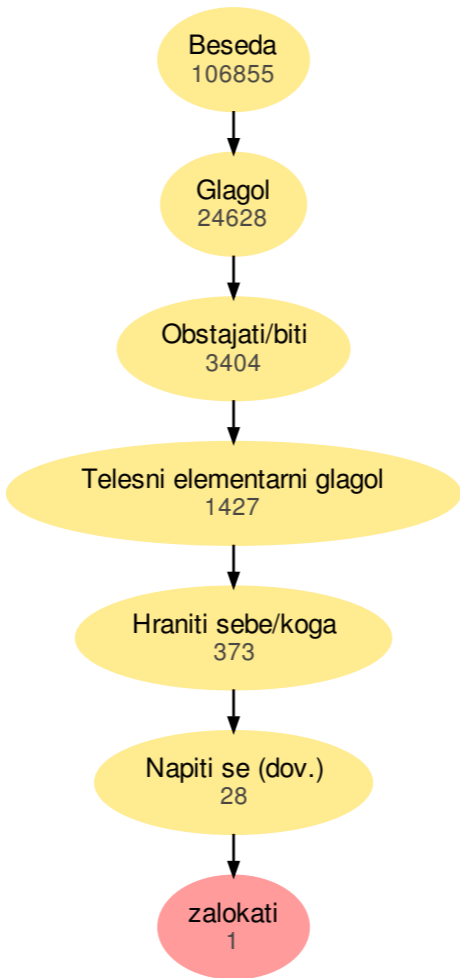 Beseda
106855
Glagol
24628
Obstajati/biti
3404
Telesni elementarni glagol
1427
Hraniti sebe/koga
373
Napiti se (dov.)
28
zalokati
1